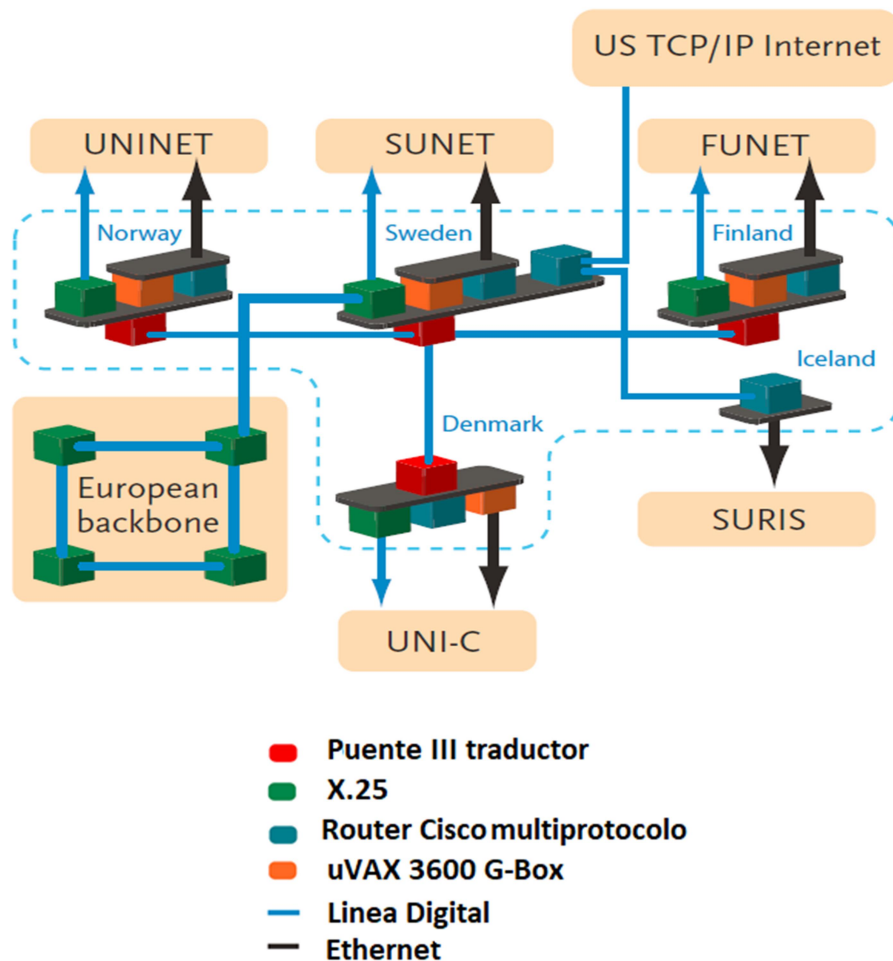 US TCP/IP Internet
UNINET
SUNET
FUNET
Norway
Sweden
Finland
Iceland
Denmark
European
backbone
SURIS
UNI-C
Puente III traductor
X.25
Router Cisco multiprotocolo
uVAX 3600 G-Box
Linea Digital
Ethernet